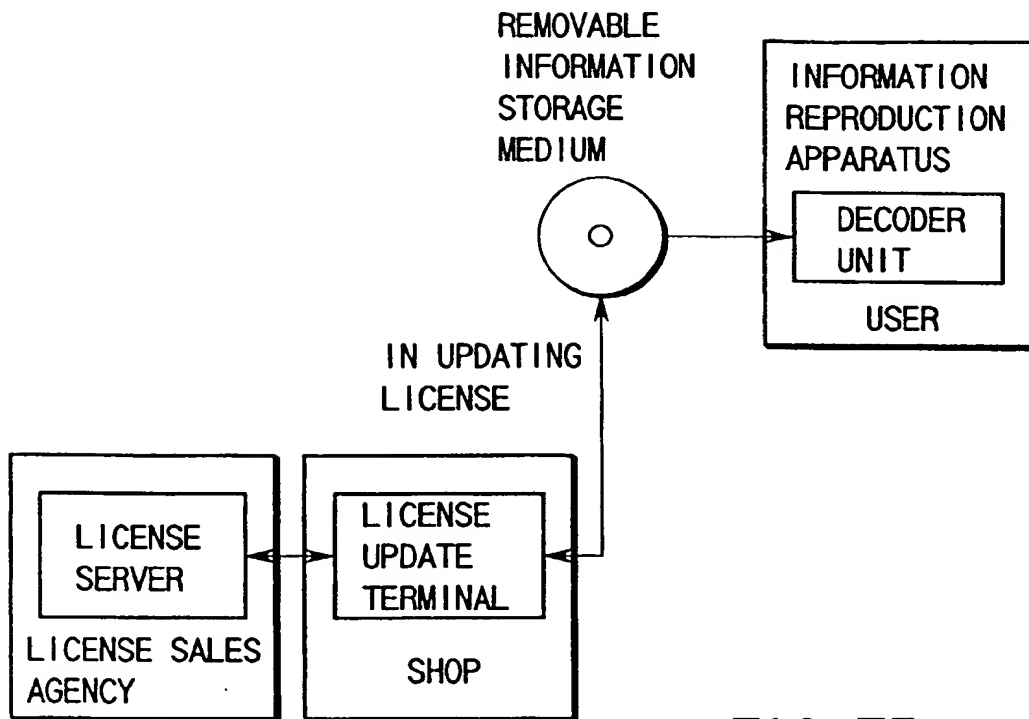 REMOVABLE
INFORMATION
STORAGE
MEDIUM
INFORMATION
REPRODUCTION
APPARATUS
DECODER
UNIT
USER
IN UPDATING
LICENSE
LICENSE
SERVER
LICENSE SALES
AGENCY
LICENSE
UPDATE
TERMINAL
SHOP